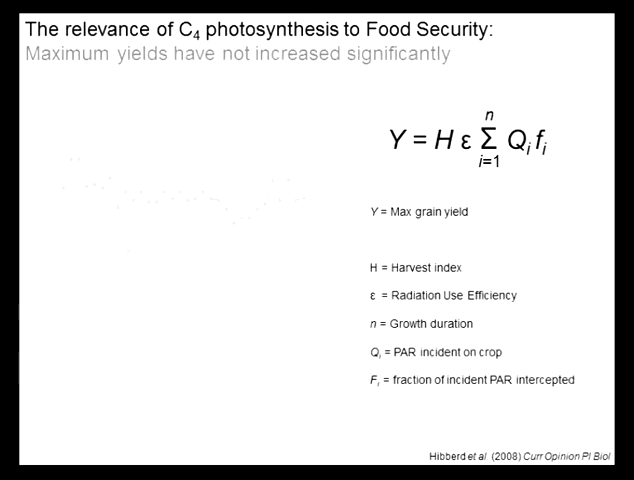 The relevance of C₄ photosynthesis to Food Security:
Maximum yields have not increased significantly
n
Y = H ε Σ Qᵢ fᵢ
i=1
Y = Max grain yield
H = Harvest index
ε = Radiation Use Efficiency
n = Growth duration
Qᵢ = PAR incident on crop
Fᵢ = fraction of incident PAR intercepted
Hibberd et al (2008) Curr Opinion Pl Biol